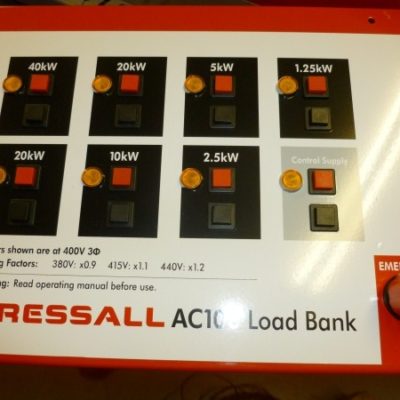 40kW 20kW 5kW 1.25kW
20kW 10kW 2.5kW Control Supply
rs shown are at 400V 3Φ
g Factors: 380V: x0.9 415V: x1.1 440V: x1.2
g: Read operating manual before use.
EME
RESSALL AC10 Load Bank